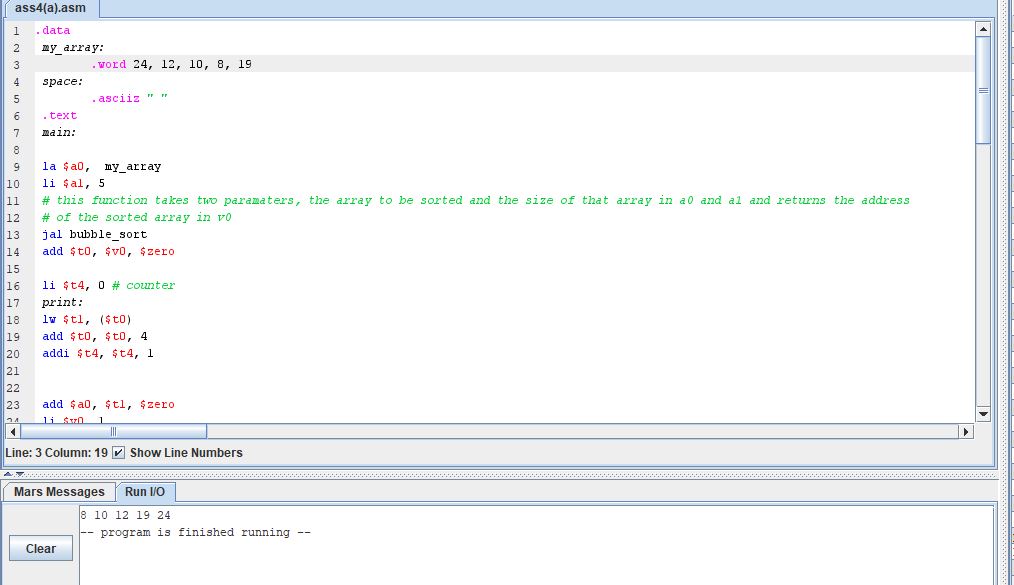 ass4(a).asm
1 .data
2 my_array:
3 .word 24, 12, 10, 8, 19
4 space:
5 .asciiz " "
6 .text
7 main:
8
9 la $a0, my_array
10 li $a1, 5
11 # this function takes two paramaters, the array to be sorted and the size of that array in a0 and a1 and returns the address
12 # of the sorted array in v0
13 jal bubble_sort
14 add $t0, $v0, $zero
15
16 li $t4, 0 # counter
17 print:
18 lw $t1, ($t0)
19 add $t0, $t0, 4
20 addi $t4, $t4, 1
21
22
23 add $a0, $t1, $zero
24 li $v0, 1
Line: 3 Column: 19 Show Line Numbers
Mars Messages Run I/O
8 10 12 19 24
-- program is finished running --
Clear